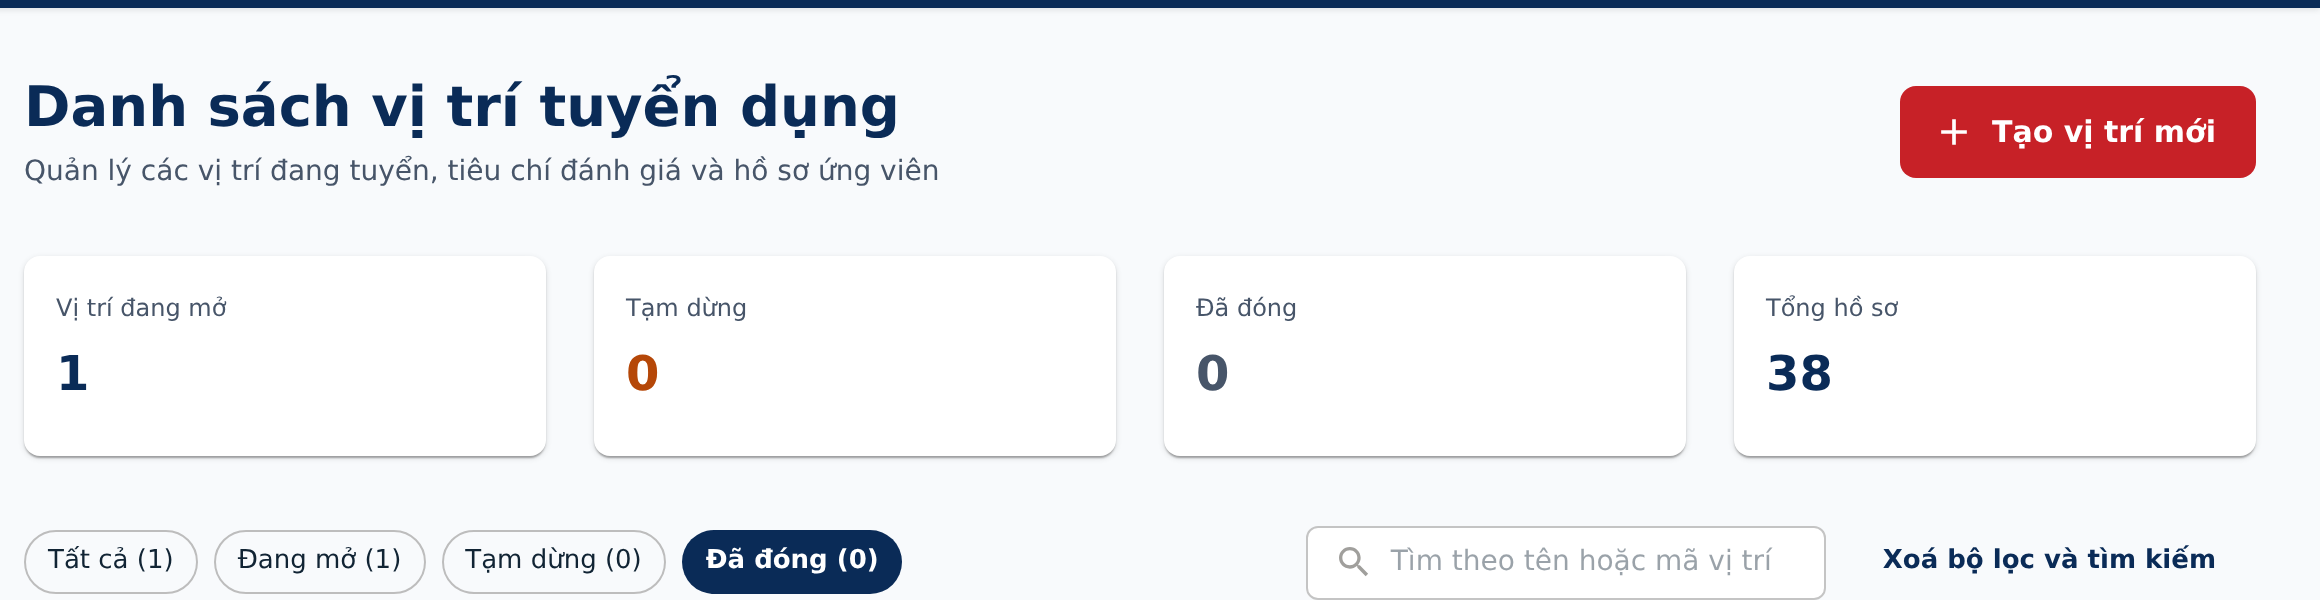 Danh sách vị trí tuyển dụng
Quản lý các vị trí đang tuyển, tiêu chí đánh giá và hồ sơ ứng viên
Tạo vị trí mới
Vị trí đang mở
1
Tạm dừng
0
Đã đóng
0
Tổng hồ sơ
38
Tất cả (1)
Đang mở (1)
Tạm dừng (0)
Đã đóng (0)
Tìm theo tên hoặc mã vị trí
Xoá bộ lọc và tìm kiếm